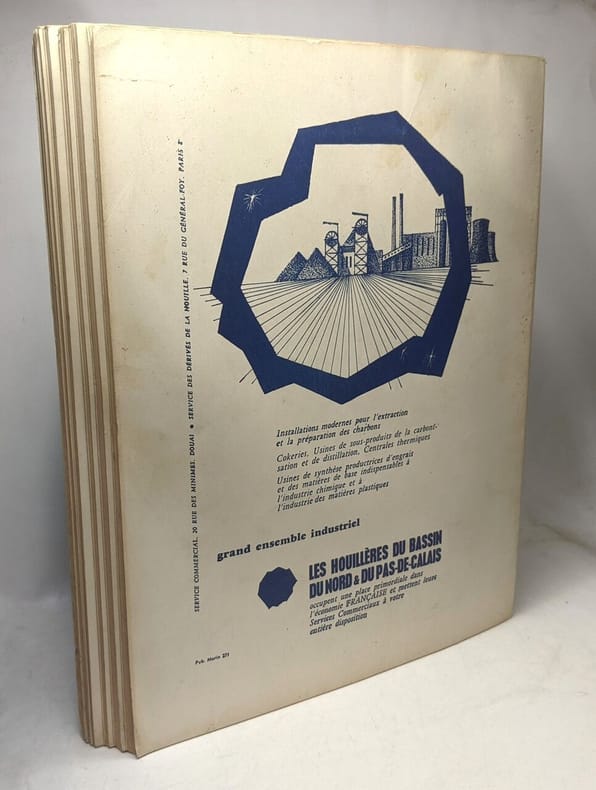 SERVICE COMMERCIAL. 20 RUE DES MINIMES. DOUAI • SERVICE DES DÉRIVÉS DE LA HOUILLE. 7 RUE DU GÉNÉRAL-FOY. PARIS 8e
Installations modernes pour l'extraction
et la préparation des charbons
Cokeries, Usines de sous-produits de la carboni-
sation et de distillation, Centrales thermiques
Usines de synthèse productrices d'engrais
et des matières de base indispensables à
l'industrie chimique et à
l'industrie des matières plastiques
grand ensemble industriel
LES HOUILLÈRES DU BASSIN
DU NORD & DU PAS-DE-CALAIS
occupent une place primordiale dans
l'économie FRANÇAISE et mettent leurs
Services Commerciaux à votre
entière disposition
Pub. Morin 271